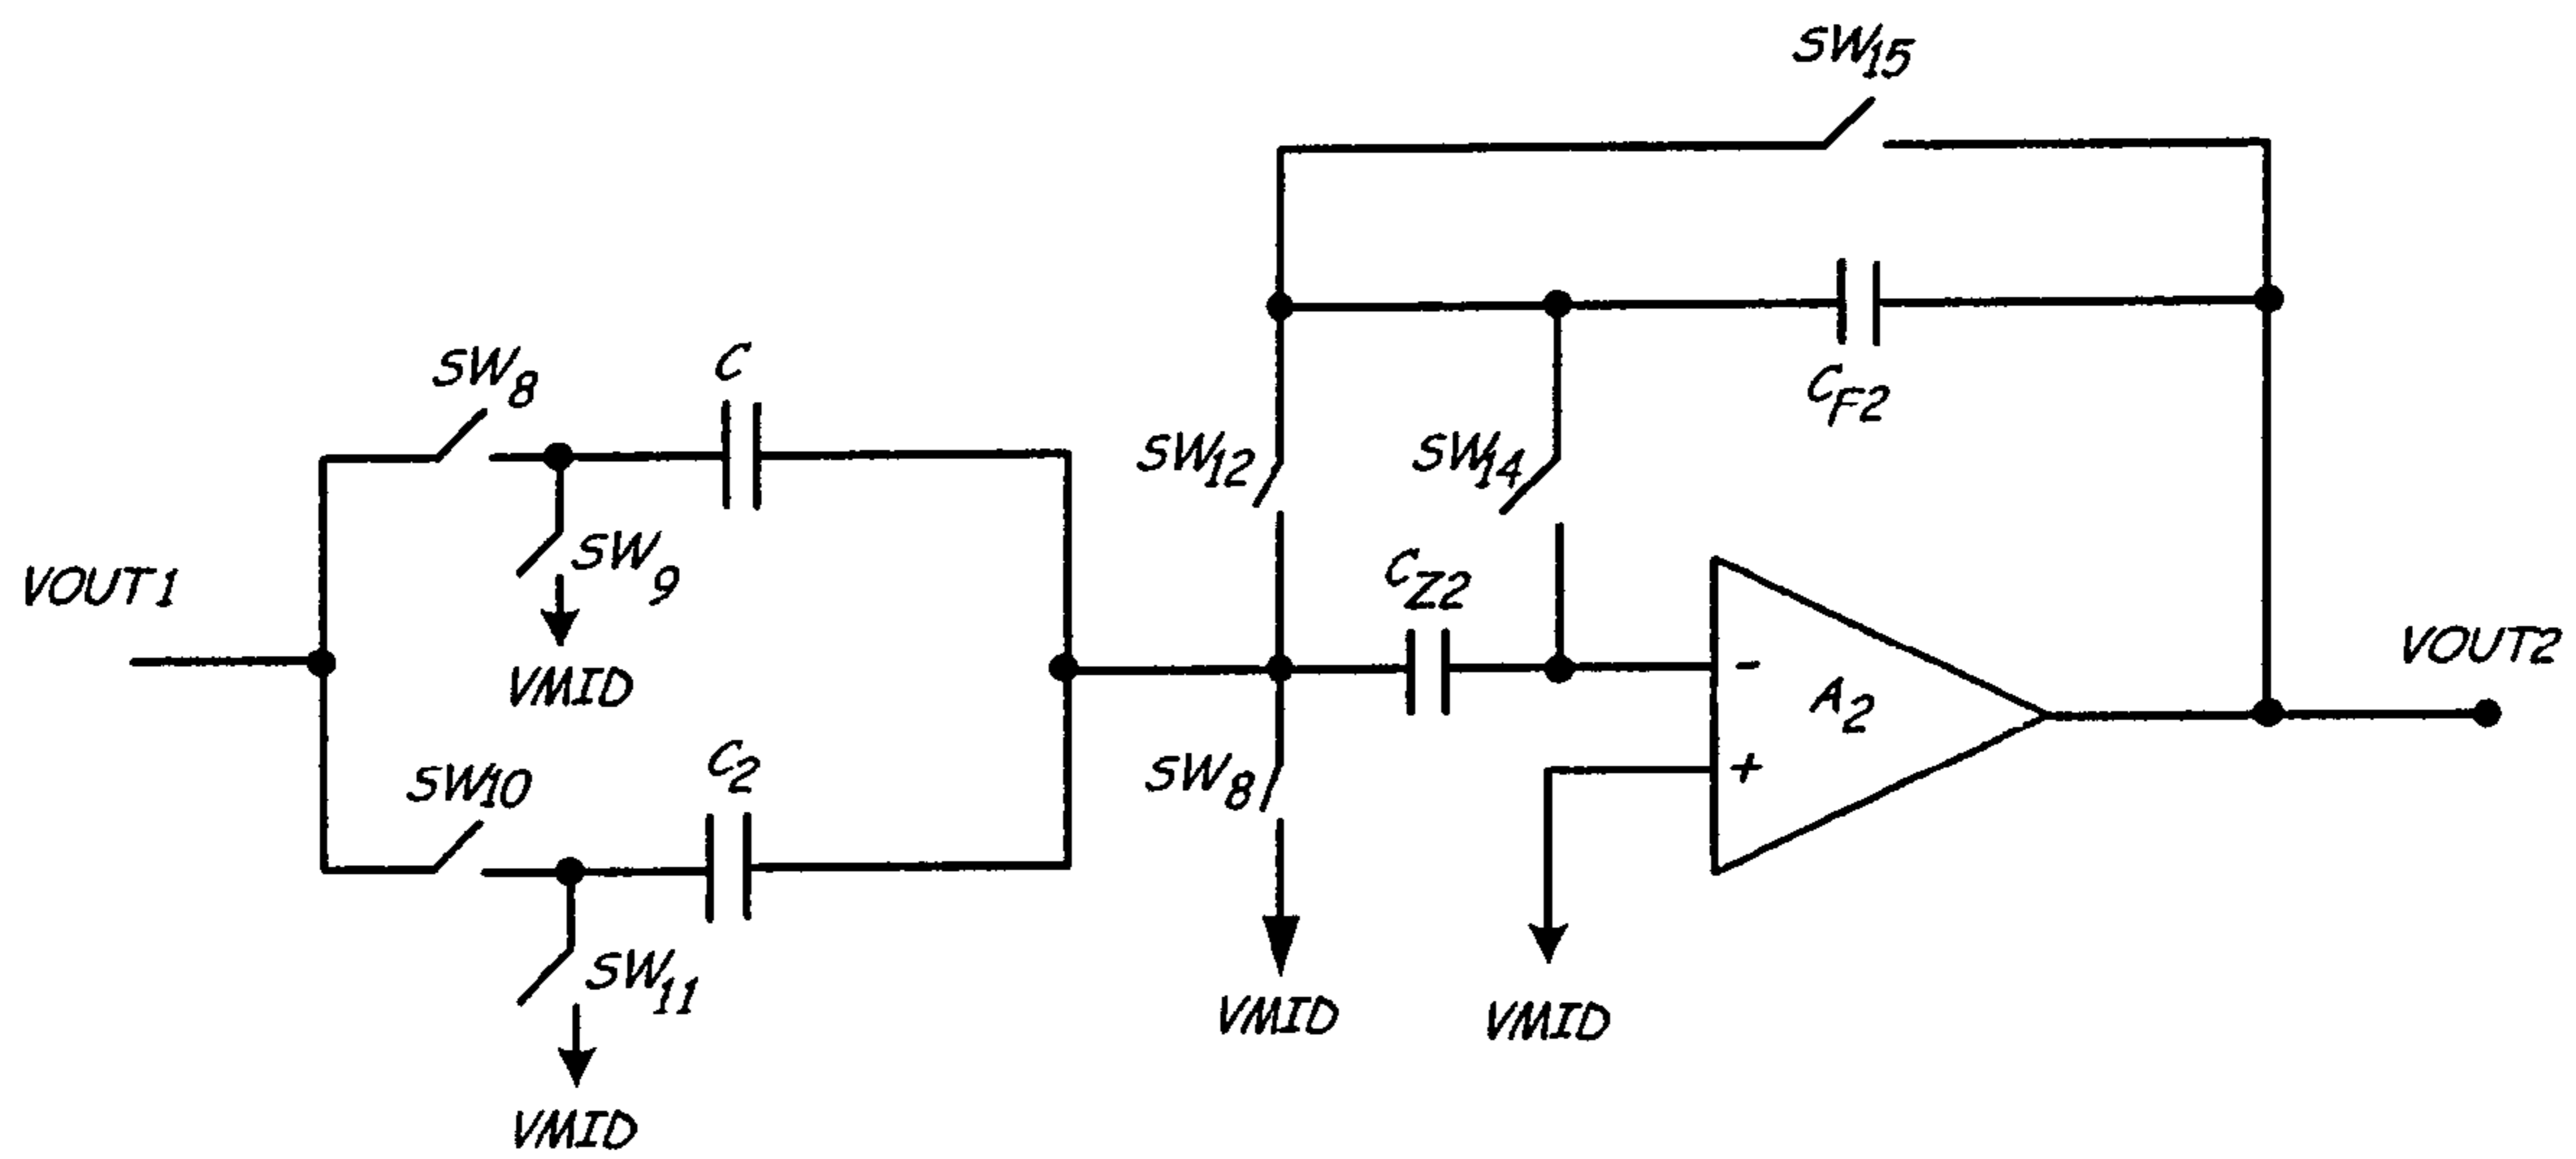 SW15
SW8
C
CF2
SW12
SW14
SW9
CZ2
VOUT1
VMID
-
A2
VOUT2
C2
SW10
SW8
+
SW11
VMID
VMID
VMID